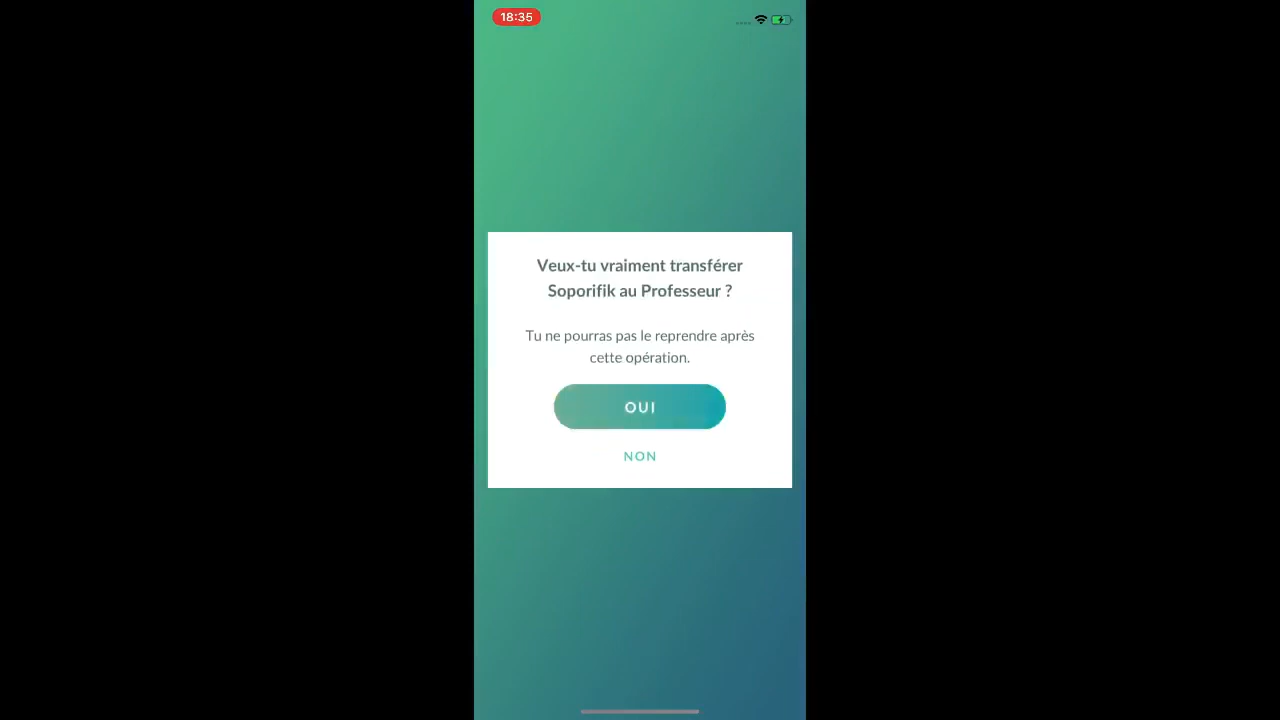 18:35
Veux-tu vraiment transférer
Soporifik au Professeur ?
Tu ne pourras pas le reprendre après
cette opération.
OUI
NON